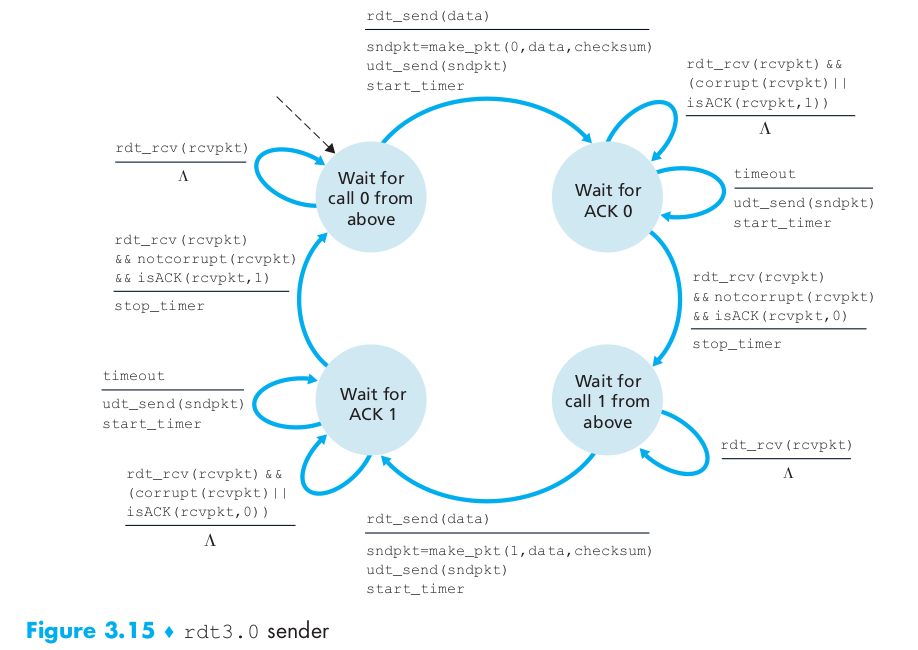 rdt_send(data)
sndpkt=make_pkt(0,data,checksum)
udt_send(sndpkt)
start_timer
rdt_rcv(rcvpkt) &&
(corrupt(rcvpkt)||
isACK(rcvpkt,1))
Λ
rdt_rcv(rcvpkt)
Λ
Wait for
call 0 from
above
Wait for
ACK 0
timeout
udt_send(sndpkt)
start_timer
rdt_rcv(rcvpkt)
&& notcorrupt(rcvpkt)
&& isACK(rcvpkt,1)
stop_timer
rdt_rcv(rcvpkt)
&& notcorrupt(rcvpkt)
&& isACK(rcvpkt,0)
stop_timer
timeout
udt_send(sndpkt)
start_timer
Wait for
ACK 1
Wait for
call 1 from
above
rdt_rcv(rcvpkt)
Λ
rdt_rcv(rcvpkt) &&
(corrupt(rcvpkt)||
isACK(rcvpkt,0))
Λ
rdt_send(data)
sndpkt=make_pkt(1,data,checksum)
udt_send(sndpkt)
start_timer
Figure 3.15 ♦ rdt3.0 sender